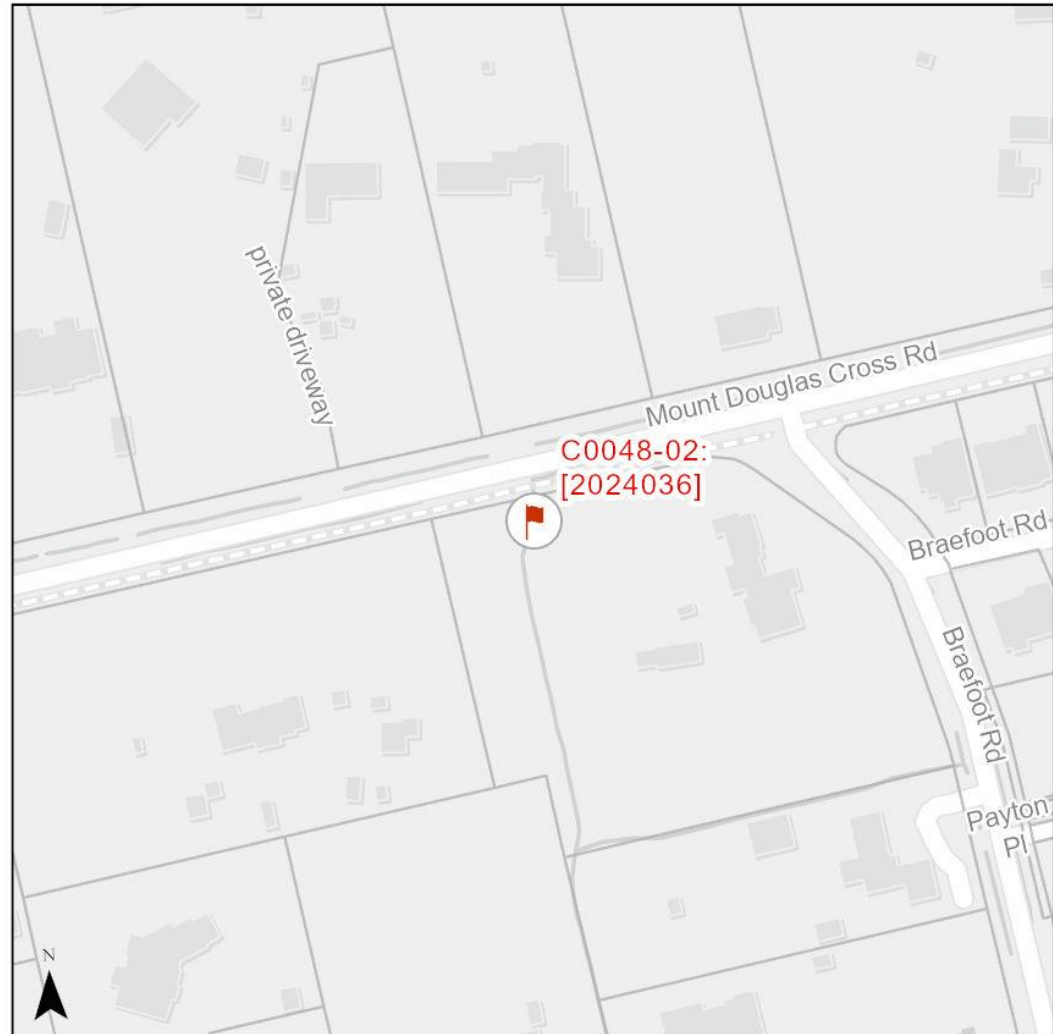 private driveway
Mount Douglas Cross Rd
C0048-02:
[2024036]
Braefoot Rd
Braefoot Rd
Payton
Pl
N